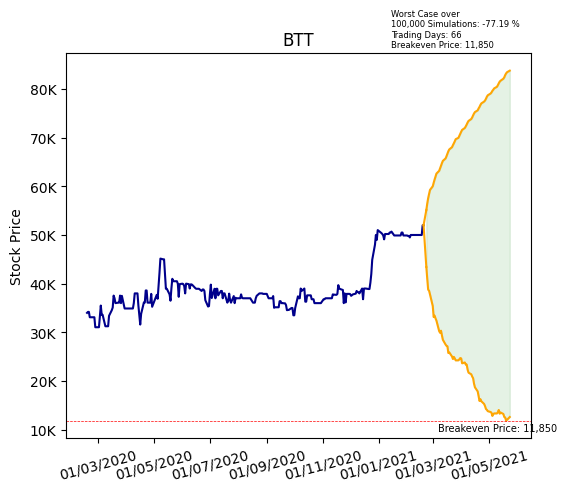 Worst Case over
100,000 Simulations: -77.19 %
Trading Days: 66
Breakeven Price: 11,850
BTT
Stock Price
80K
70K
60K
50K
40K
30K
20K
10K
Breakeven Price: 11,850
01/03/2020
01/05/2020
01/07/2020
01/09/2020
01/11/2020
01/01/2021
01/03/2021
01/05/2021